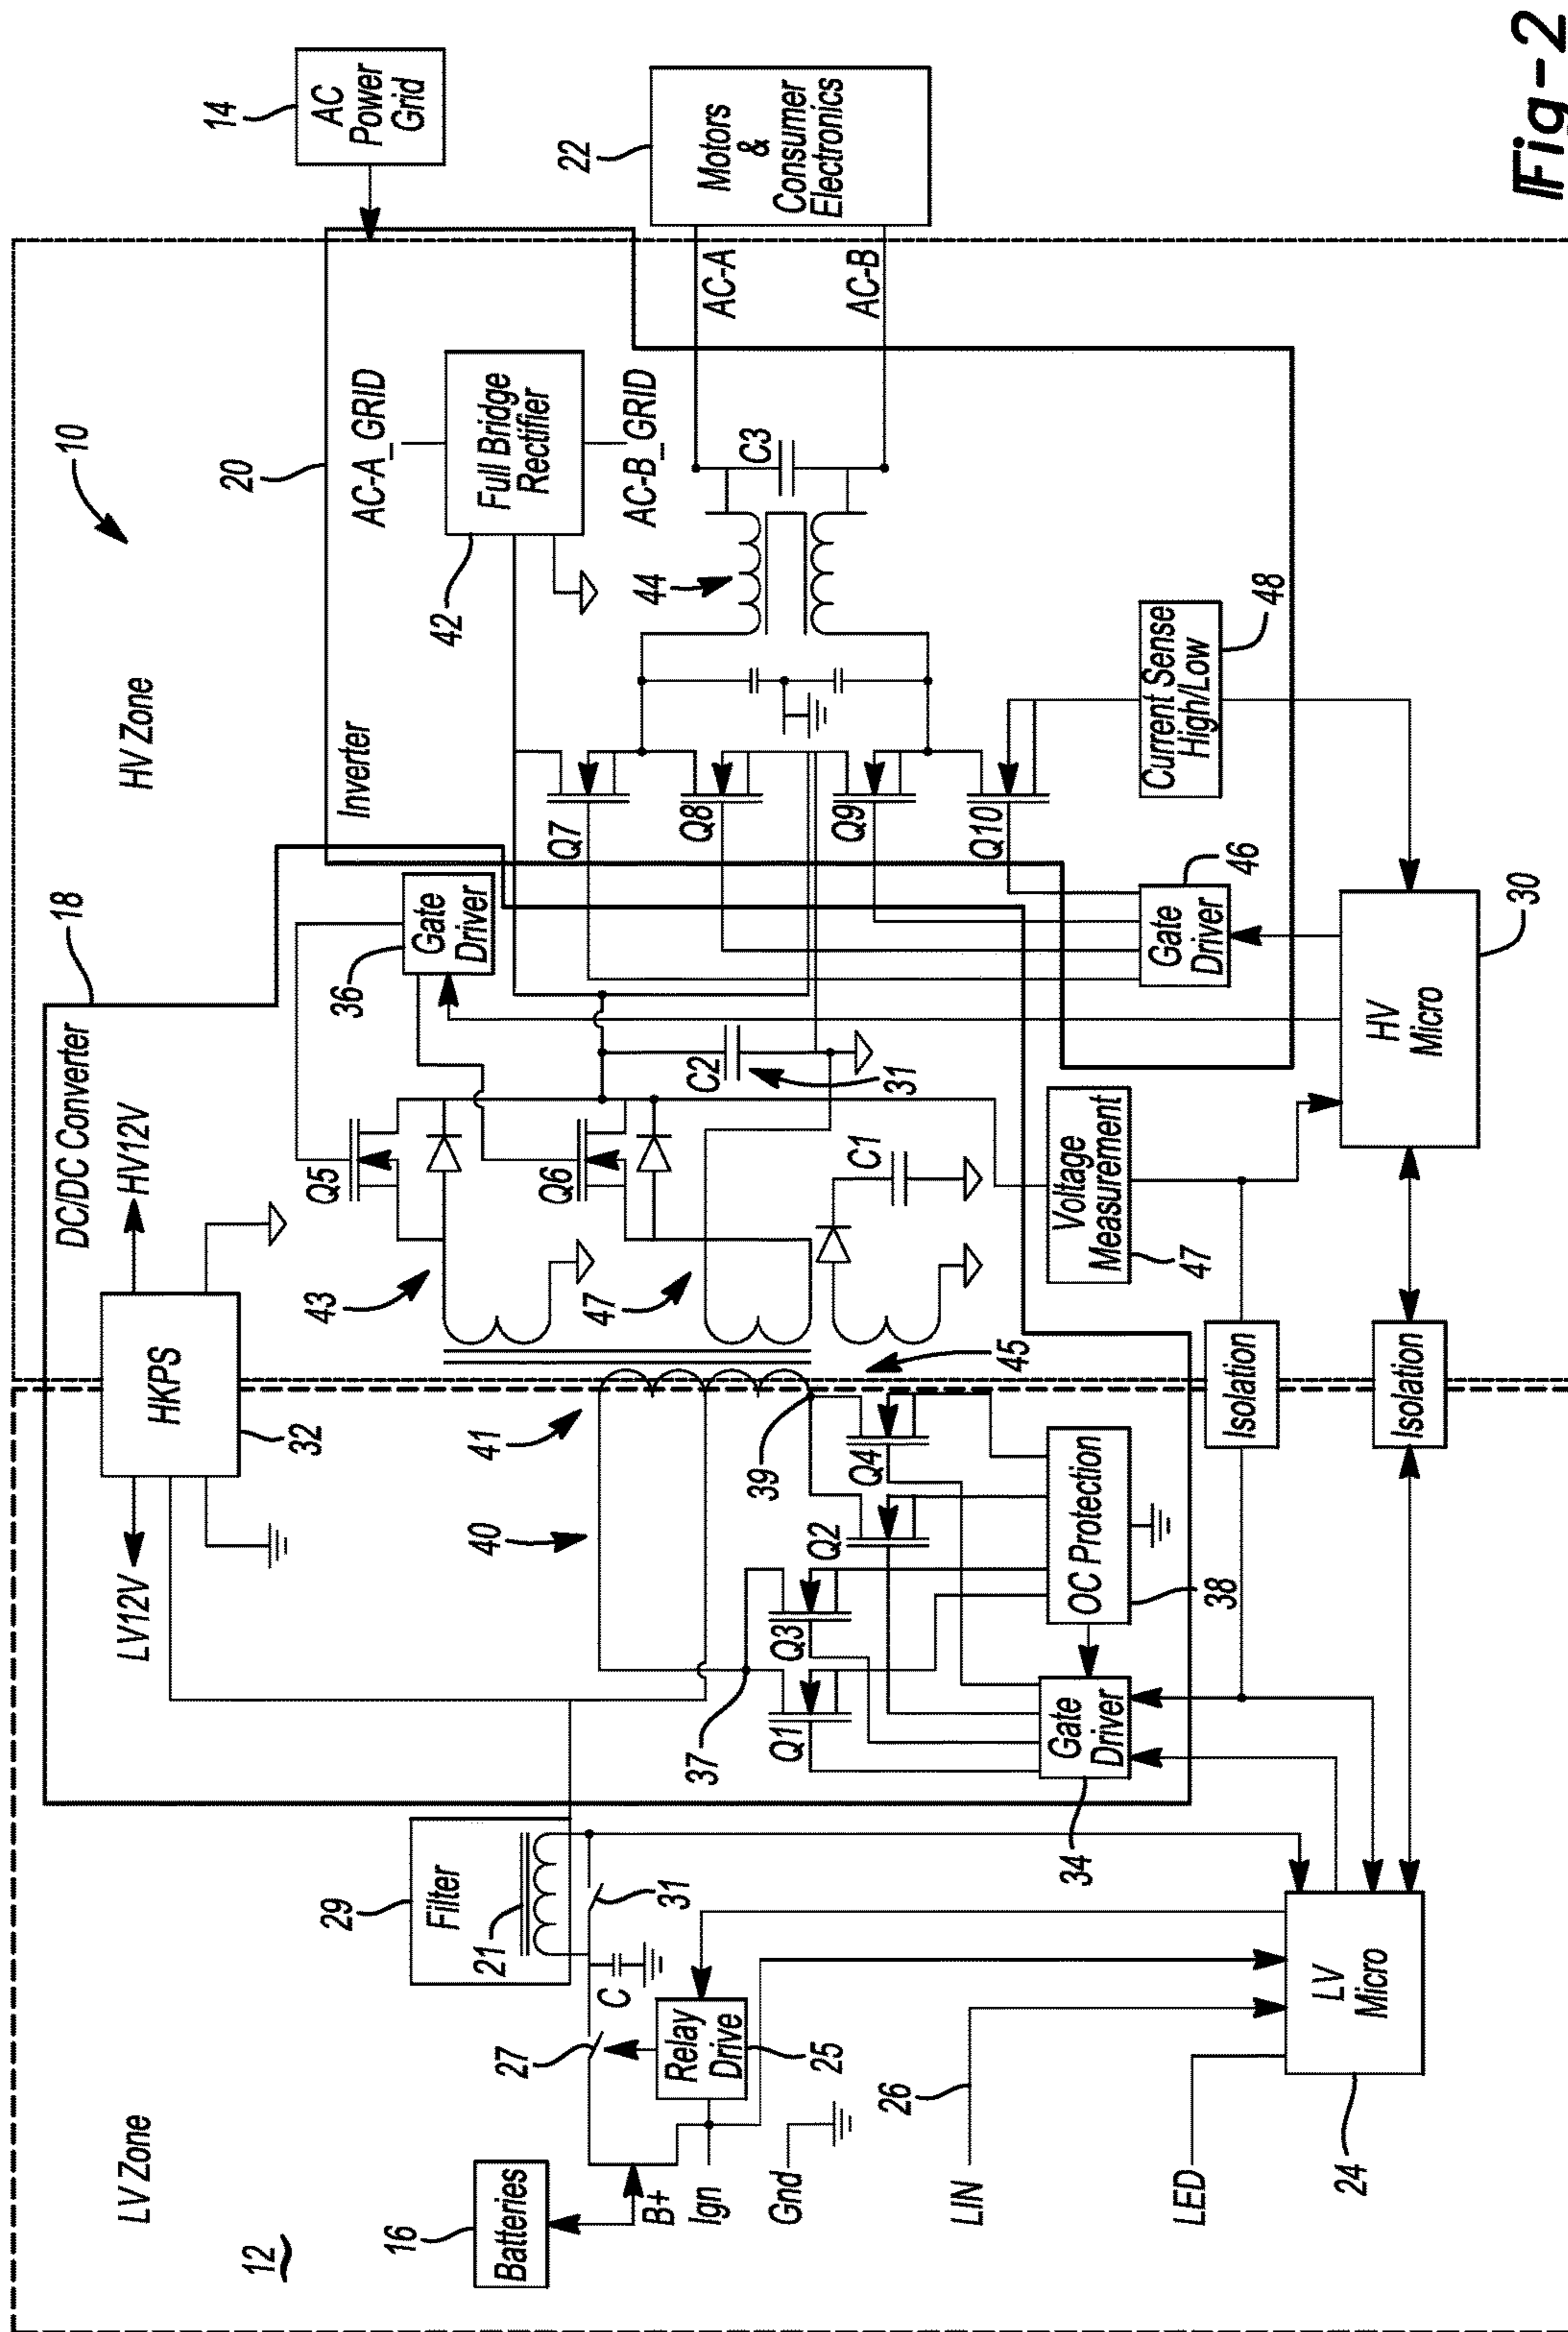 LV Zone
12
HV Zone
10
DC/DC Converter
18
20
Inverter
14
AC
Power
Grid
22
Motors
&
Consumer
Electronics
AC-A
AC-B
AC-A_GRID
Full Bridge
Rectifier
AC-B_GRID
42
C3
44
LV12V
HKPS
HV12V
32
16
Batteries
B+
Ign
Gnd
27
Relay
Drive
25
C
29
Filter
21
31
26
LIN
LED
LV
Micro
24
40
41
43
47
45
37
39
Q1
Q3
Q2
Q4
Gate
Driver
34
OC Protection
38
Q5
Q6
36
Gate
Driver
C2
31
C1
Voltage
Measurement
47
Isolation
Isolation
Q7
Q8
Q9
Q10
Gate
Driver
46
Current Sense
High/Low
48
HV
Micro
30
Fig-2